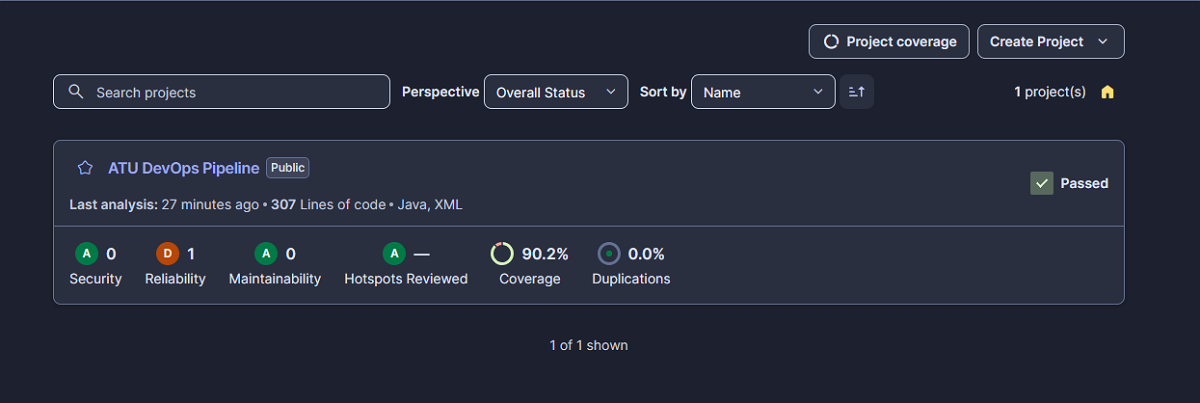 Project coverage Create Project
Search projects Perspective Overall Status Sort by Name 1 project(s)
ATU DevOps Pipeline Public
Passed
Last analysis: 27 minutes ago • 307 Lines of code • Java, XML
A 0 D 1 A 0 A — 90.2% 0.0%
Security Reliability Maintainability Hotspots Reviewed Coverage Duplications
1 of 1 shown